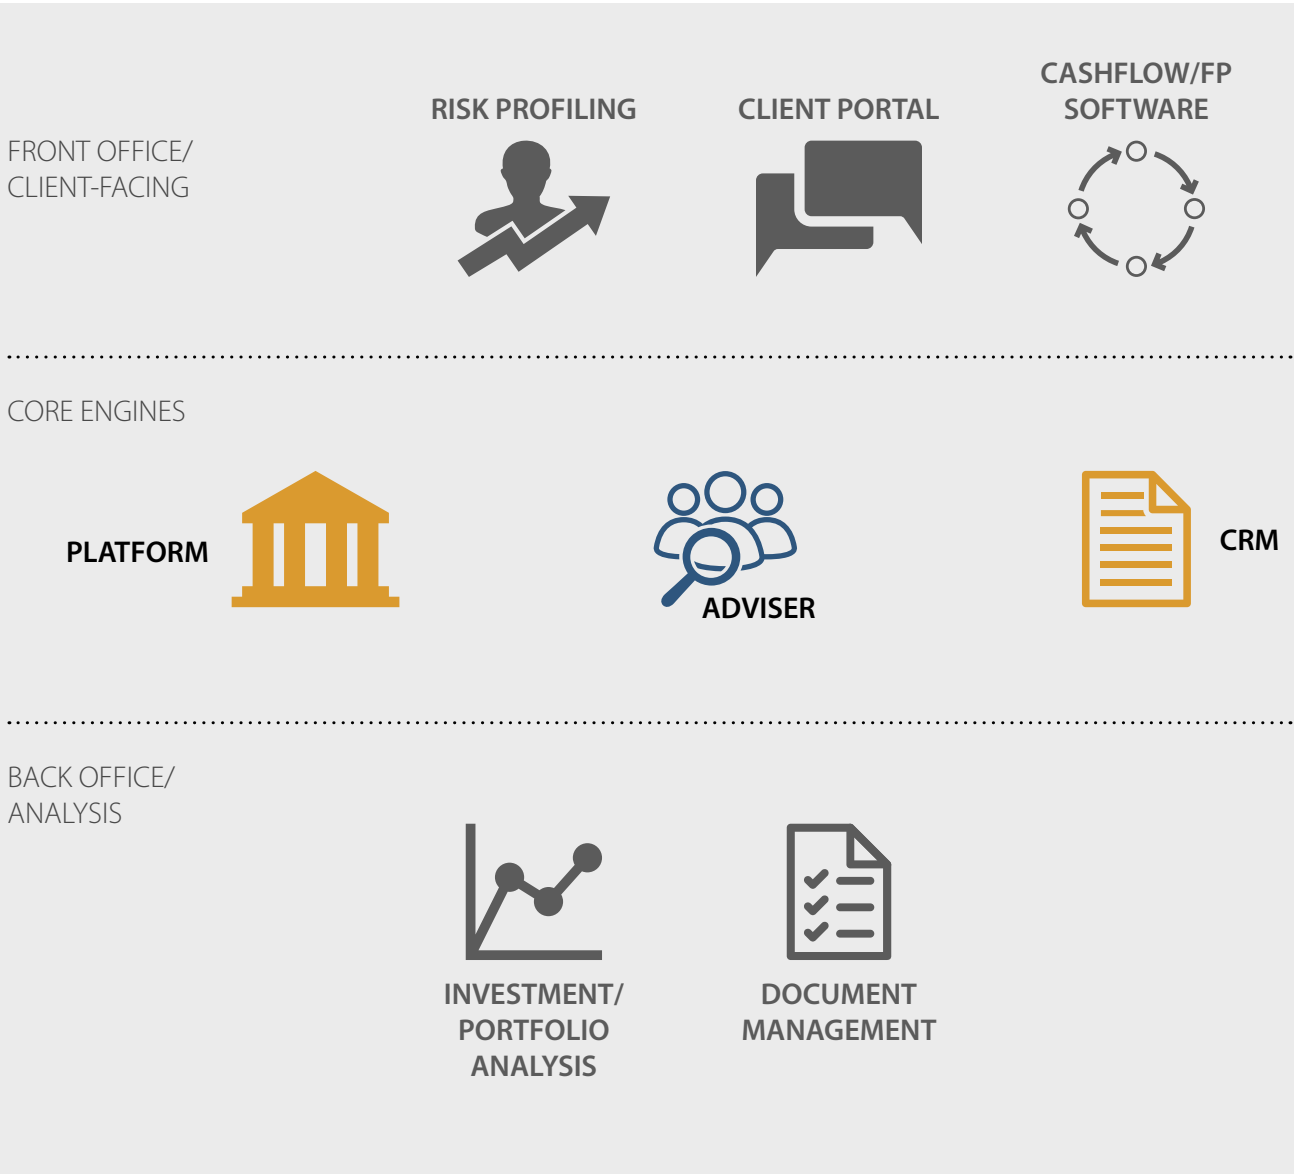 FRONT OFFICE/
CLIENT-FACING
RISK PROFILING
CLIENT PORTAL
CASHFLOW/FP
SOFTWARE
CORE ENGINES
PLATFORM
ADVISER
CRM
BACK OFFICE/
ANALYSIS
INVESTMENT/
PORTFOLIO
ANALYSIS
DOCUMENT
MANAGEMENT